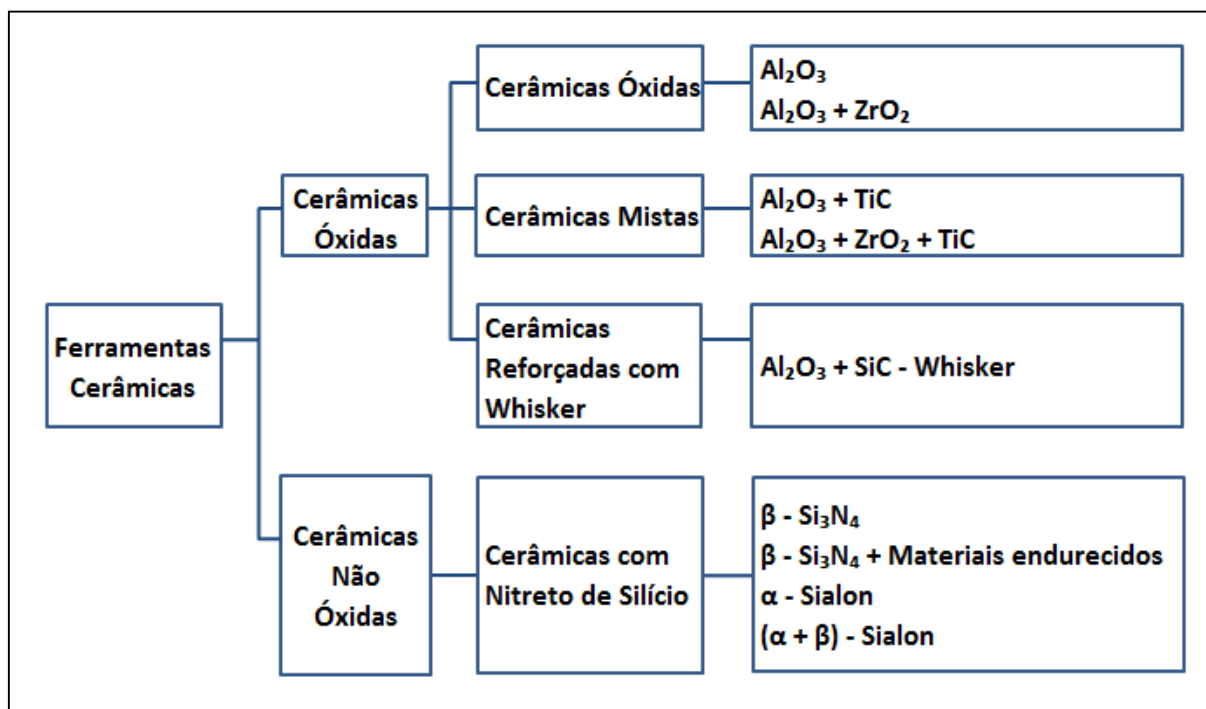 Ferramentas
Cerâmicas
Cerâmicas
Óxidas
Cerâmicas Óxidas
Al₂O₃
Al₂O₃ + ZrO₂
Cerâmicas Mistas
Al₂O₃ + TiC
Al₂O₃ + ZrO₂ + TiC
Cerâmicas
Reforçadas com
Whisker
Al₂O₃ + SiC - Whisker
Cerâmicas
Não
Óxidas
Cerâmicas com
Nitreto de Silício
β - Si₃N₄
β - Si₃N₄ + Materiais endurecidos
α - Sialon
(α + β) - Sialon